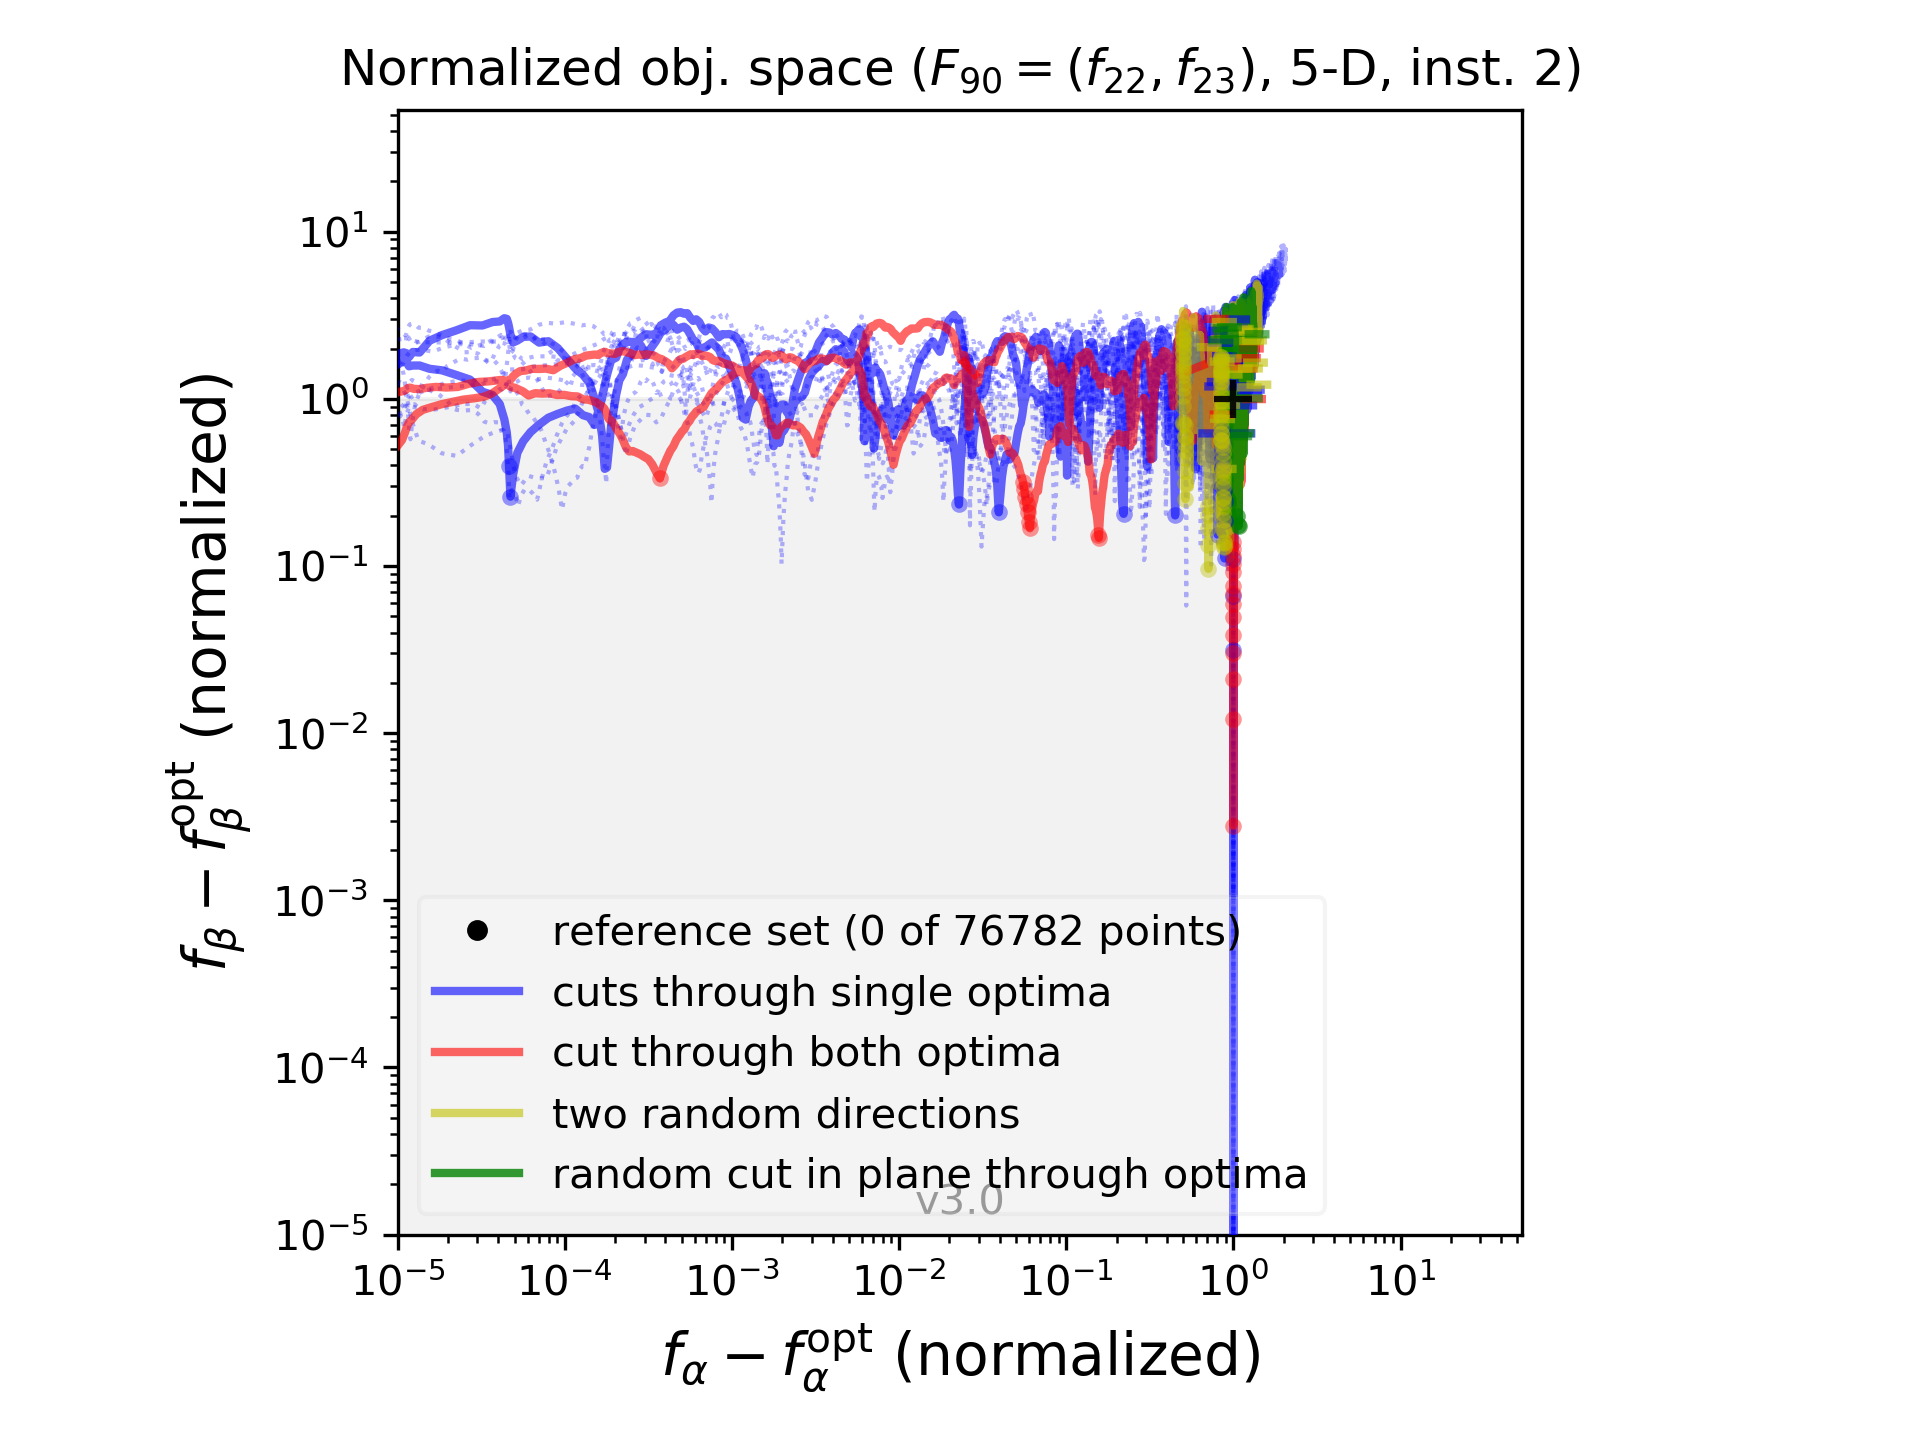 Normalized obj. space (F₉₀ = (f₂₂, f₂₃), 5-D, inst. 2)
10¹
10⁰
10⁻¹
10⁻²
10⁻³
10⁻⁴
10⁻⁵
f_β − f_β^opt (normalized)
reference set (0 of 76782 points)
cuts through single optima
cut through both optima
two random directions
random cut in plane through optima
v3.0
10⁻⁵ 10⁻⁴ 10⁻³ 10⁻² 10⁻¹ 10⁰ 10¹
f_α − f_α^opt (normalized)